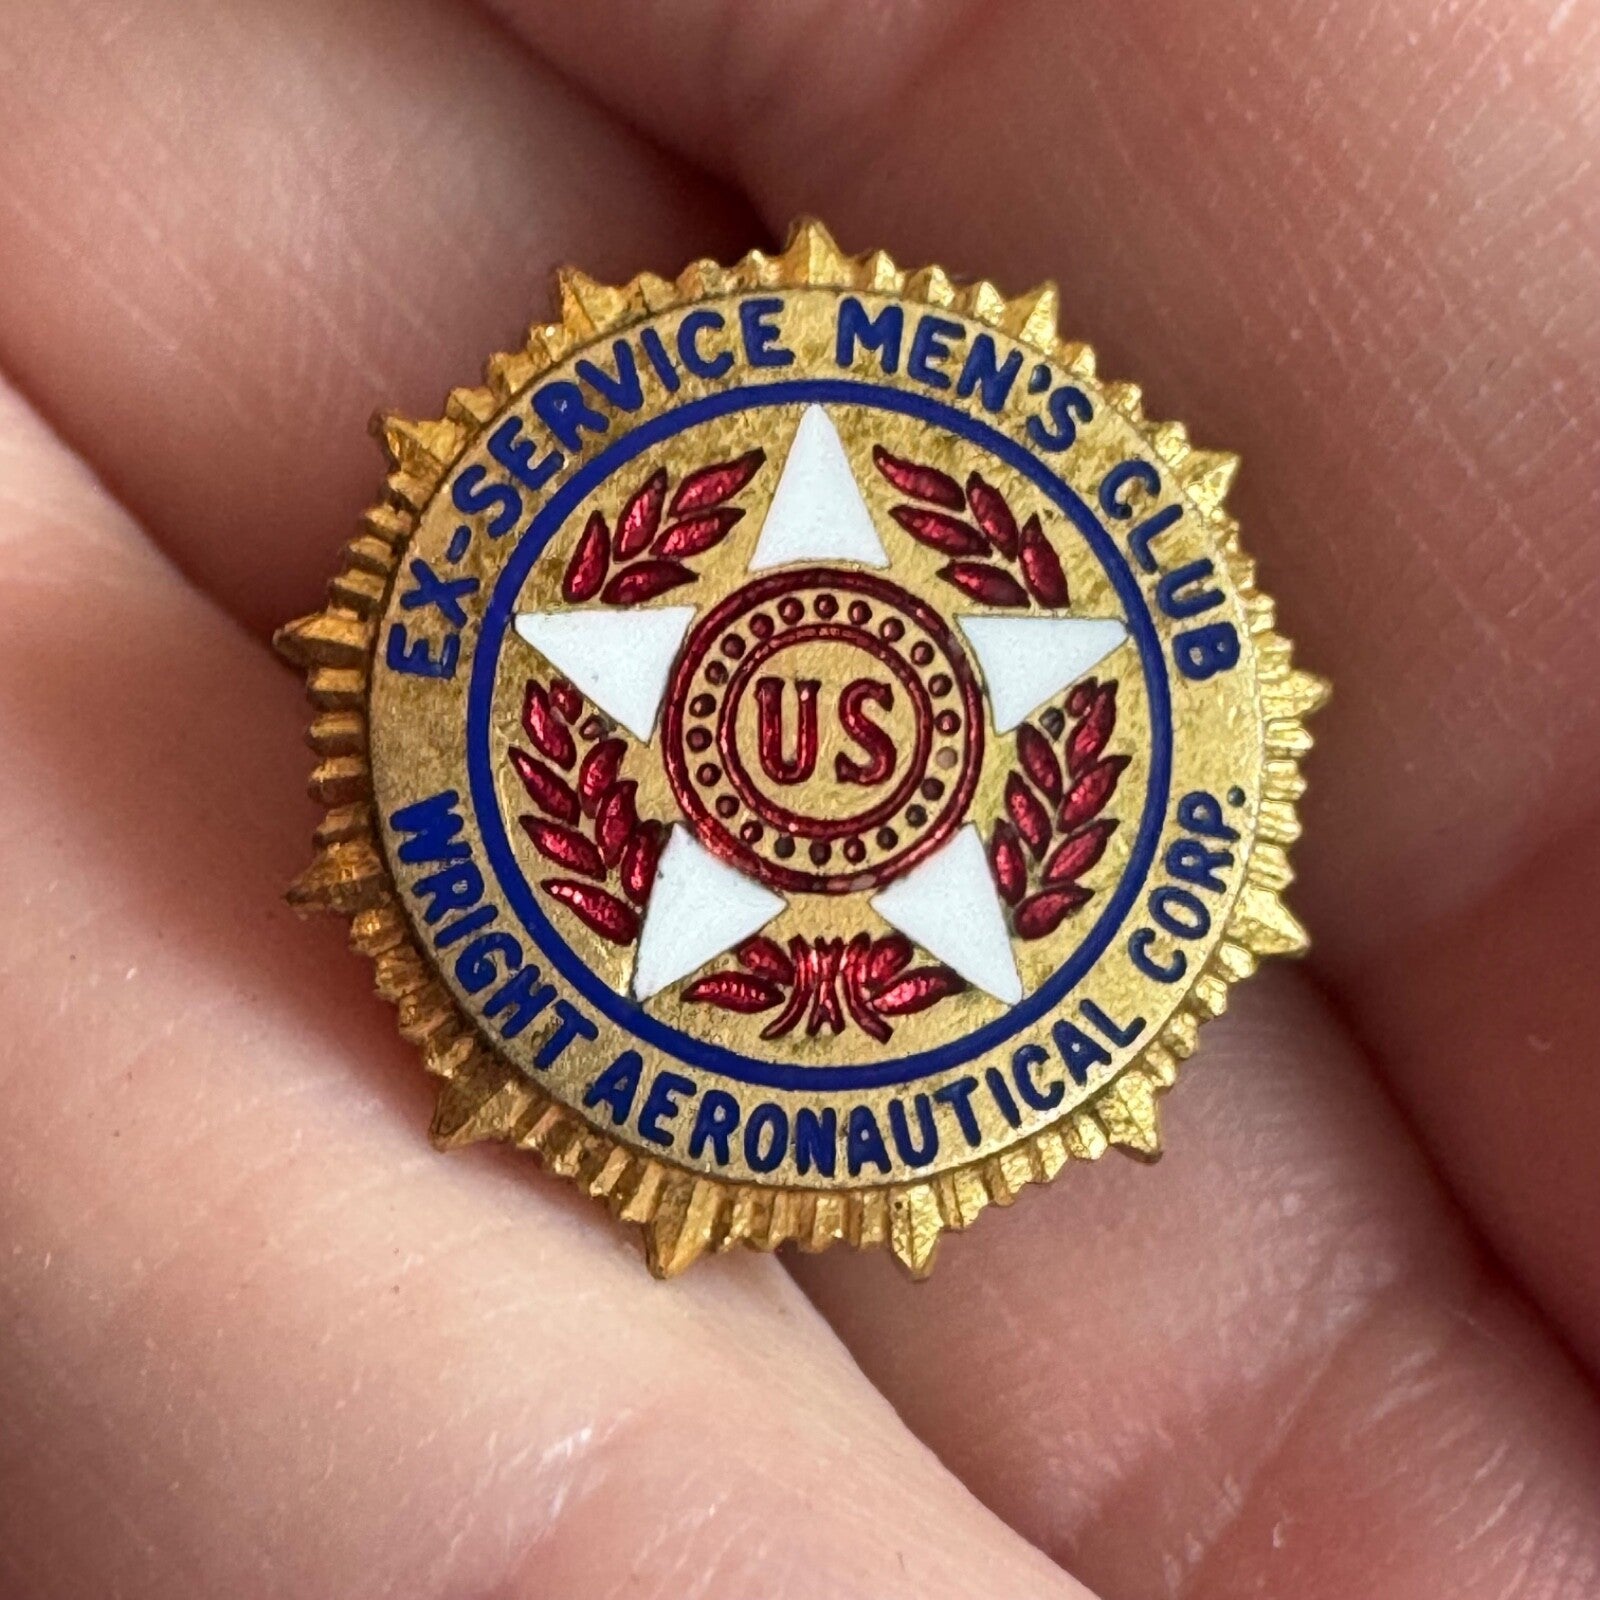 EX-SERVICE MEN'S CLUB
US
WRIGHT AERONAUTICAL CORP.